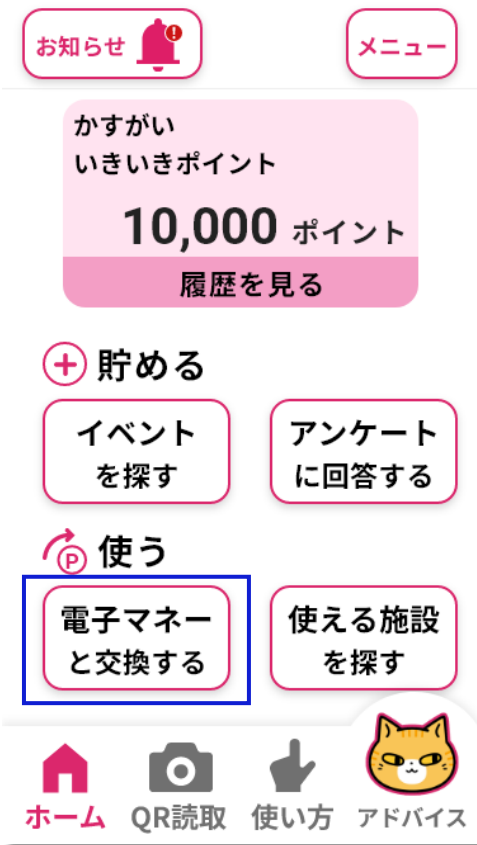 お知らせ
メニュー
かすがい
いきいきポイント
10,000 ポイント
履歴を見る
貯める
イベント
を探す
アンケート
に回答する
P
使う
電子マネー
と交換する
使える施設
を探す
ホーム
QR読取
使い方
アドバイス